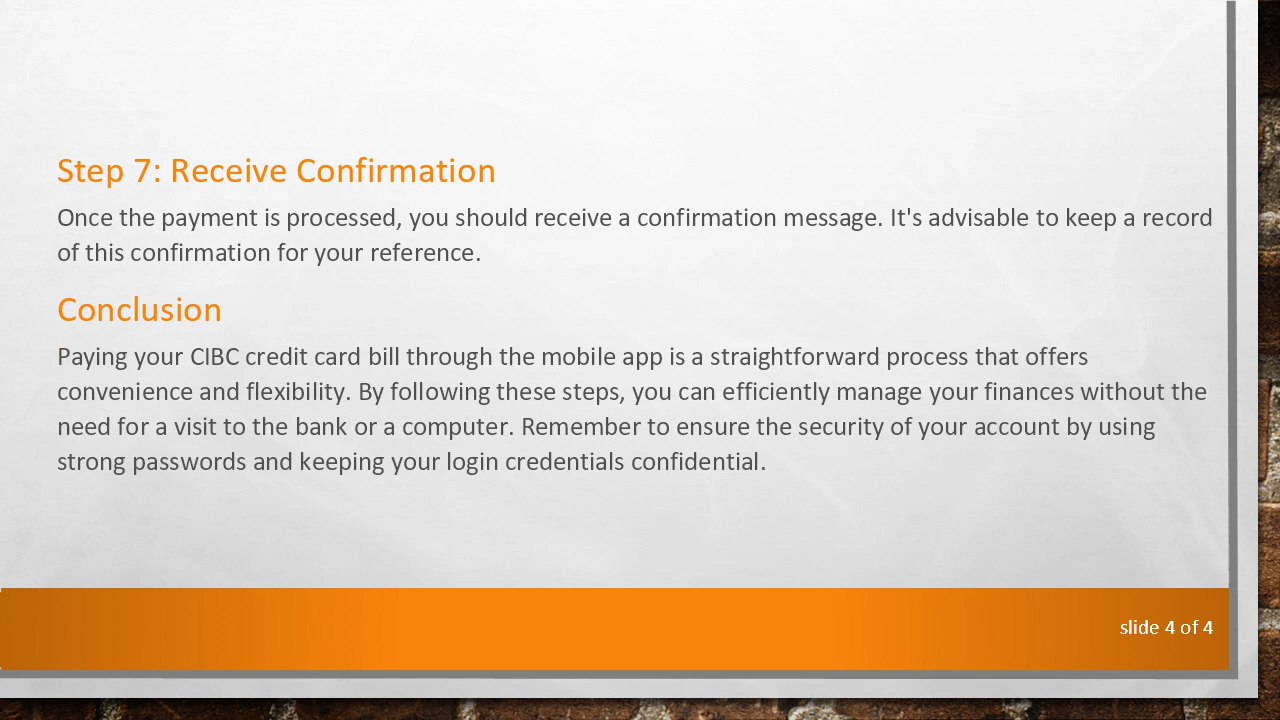 Step 7: Receive Confirmation
Once the payment is processed, you should receive a confirmation message. It's advisable to keep a record
of this confirmation for your reference.
Conclusion
Paying your CIBC credit card bill through the mobile app is a straightforward process that offers
convenience and flexibility. By following these steps, you can efficiently manage your finances without the
need for a visit to the bank or a computer. Remember to ensure the security of your account by using
strong passwords and keeping your login credentials confidential.
slide 4 of 4